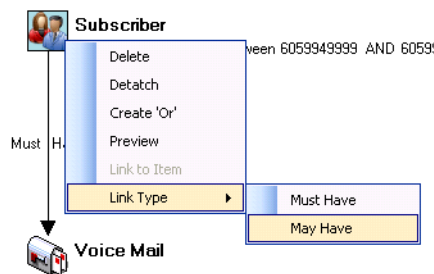 Subscriber
ween 6059949999 AND 6059
Delete
Detatch
Create 'Or'
Preview
Must H
Link to Item
Link Type
Must Have
May Have
Voice Mail